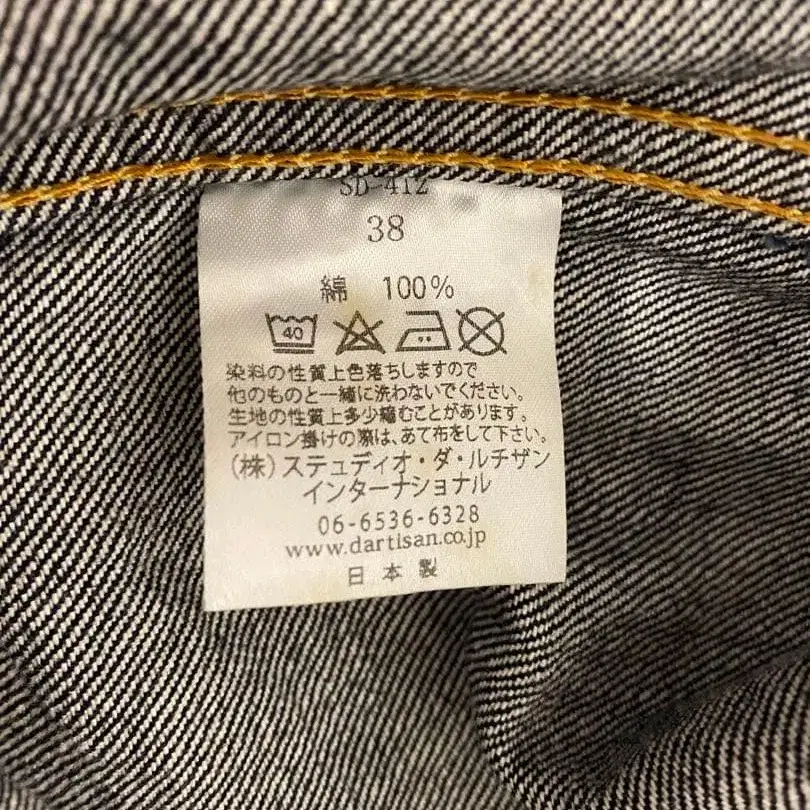 SD-412
38
綿 100%
40
染料の性質上色落ちしますので
他のものと一緒に洗わないでください。
生地の性質上多少縮むことがあります。
アイロン掛けの際は、あて布をして下さい。
(株)ステュディオ・ダ・ルチザン
インターナショナル
06-6536-6328
www.dartisan.co.jp
日本製